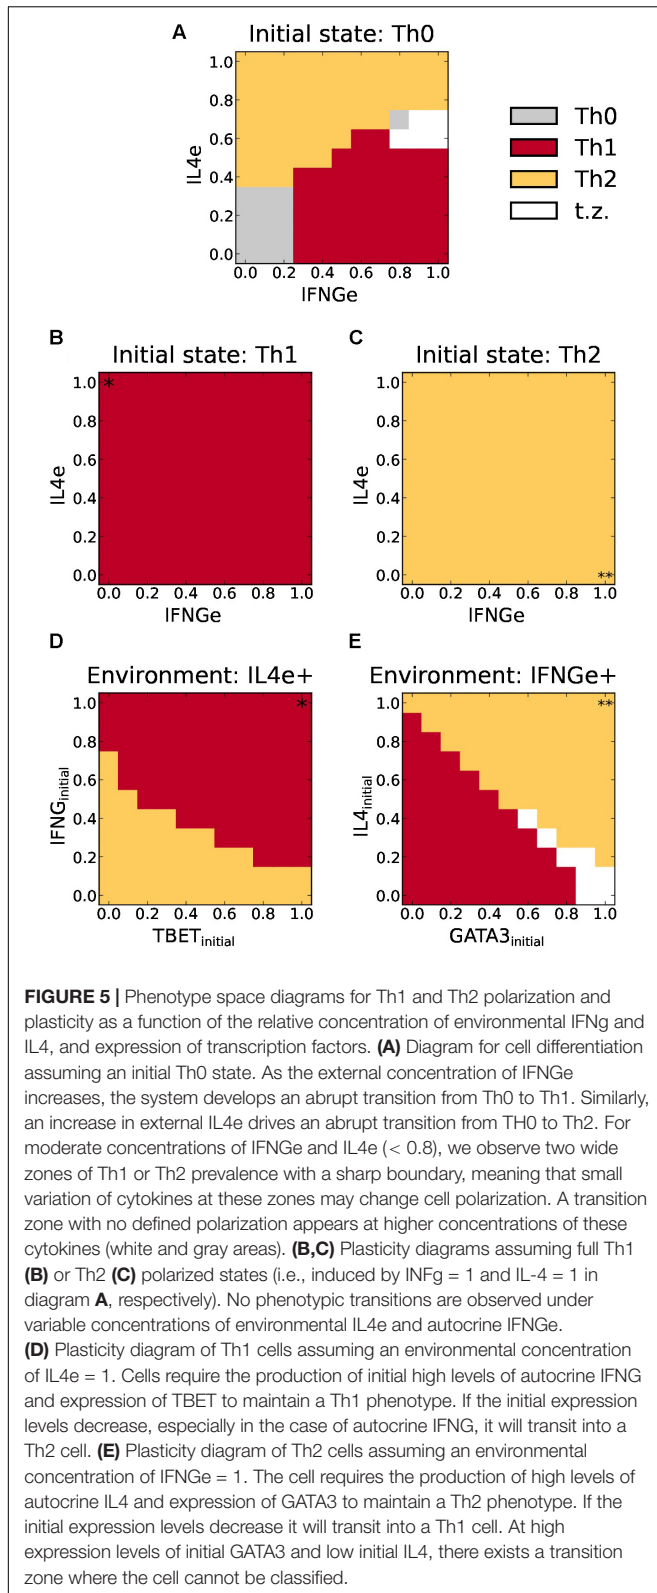 A
Initial state: Th0
1.0
0.8
0.6
0.4
0.2
0.0
IL4e
0.0 0.2 0.4 0.6 0.8 1.0
IFNGe
Th0
Th1
Th2
t.z.
B
Initial state: Th1
*
1.0
0.8
0.6
0.4
0.2
0.0
IL4e
0.0 0.2 0.4 0.6 0.8 1.0
IFNGe
C
Initial state: Th2
1.0
0.8
0.6
0.4
0.2
0.0
IL4e
**
0.0 0.2 0.4 0.6 0.8 1.0
IFNGe
D
Environment: IL4e+
*
1.0
0.8
0.6
0.4
0.2
0.0
IFNGinitial
0.0 0.2 0.4 0.6 0.8 1.0
TBETinitial
E
Environment: IFNGe+
**
1.0
0.8
0.6
0.4
0.2
0.0
IL4initial
0.0 0.2 0.4 0.6 0.8 1.0
GATA3initial
FIGURE 5 | Phenotype space diagrams for Th1 and Th2 polarization and
plasticity as a function of the relative concentration of environmental IFNg and
IL4, and expression of transcription factors. (A) Diagram for cell differentiation
assuming an initial Th0 state. As the external concentration of IFNGe
increases, the system develops an abrupt transition from Th0 to Th1. Similarly,
an increase in external IL4e drives an abrupt transition from TH0 to Th2. For
moderate concentrations of IFNGe and IL4e (< 0.8), we observe two wide
zones of Th1 or Th2 prevalence with a sharp boundary, meaning that small
variation of cytokines at these zones may change cell polarization. A transition
zone with no defined polarization appears at higher concentrations of these
cytokines (white and gray areas). (B,C) Plasticity diagrams assuming full Th1
(B) or Th2 (C) polarized states (i.e., induced by INFg = 1 and IL-4 = 1 in
diagram A, respectively). No phenotypic transitions are observed under
variable concentrations of environmental IL4e and autocrine IFNGe.
(D) Plasticity diagram of Th1 cells assuming an environmental concentration
of IL4e = 1. Cells require the production of initial high levels of autocrine IFNG
and expression of TBET to maintain a Th1 phenotype. If the initial expression
levels decrease, especially in the case of autocrine IFNG, it will transit into a
Th2 cell. (E) Plasticity diagram of Th2 cells assuming an environmental
concentration of IFNGe = 1. The cell requires the production of high levels of
autocrine IL4 and expression of GATA3 to maintain a Th2 phenotype. If the
initial expression levels decrease it will transit into a Th1 cell. At high
expression levels of initial GATA3 and low initial IL4, there exists a transition
zone where the cell cannot be classified.